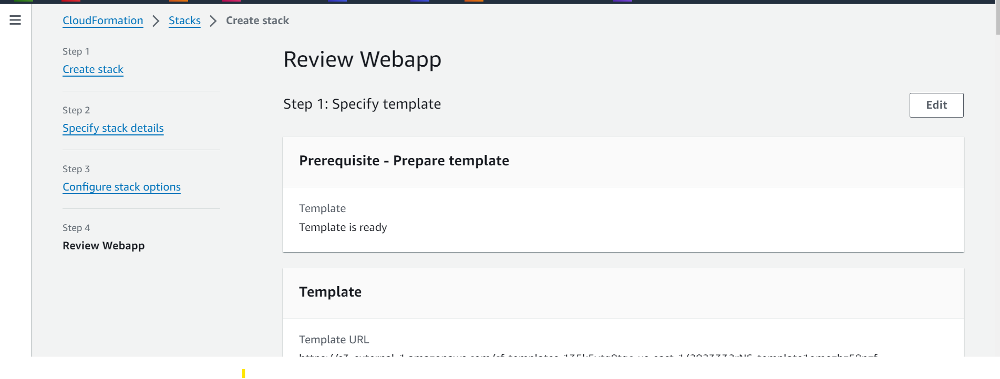 CloudFormation > Stacks > Create stack
Step 1
Create stack
Step 2
Specify stack details
Step 3
Configure stack options
Step 4
Review Webapp
Review Webapp
Step 1: Specify template
Edit
Prerequisite - Prepare template
Template
Template is ready
Template
Template URL